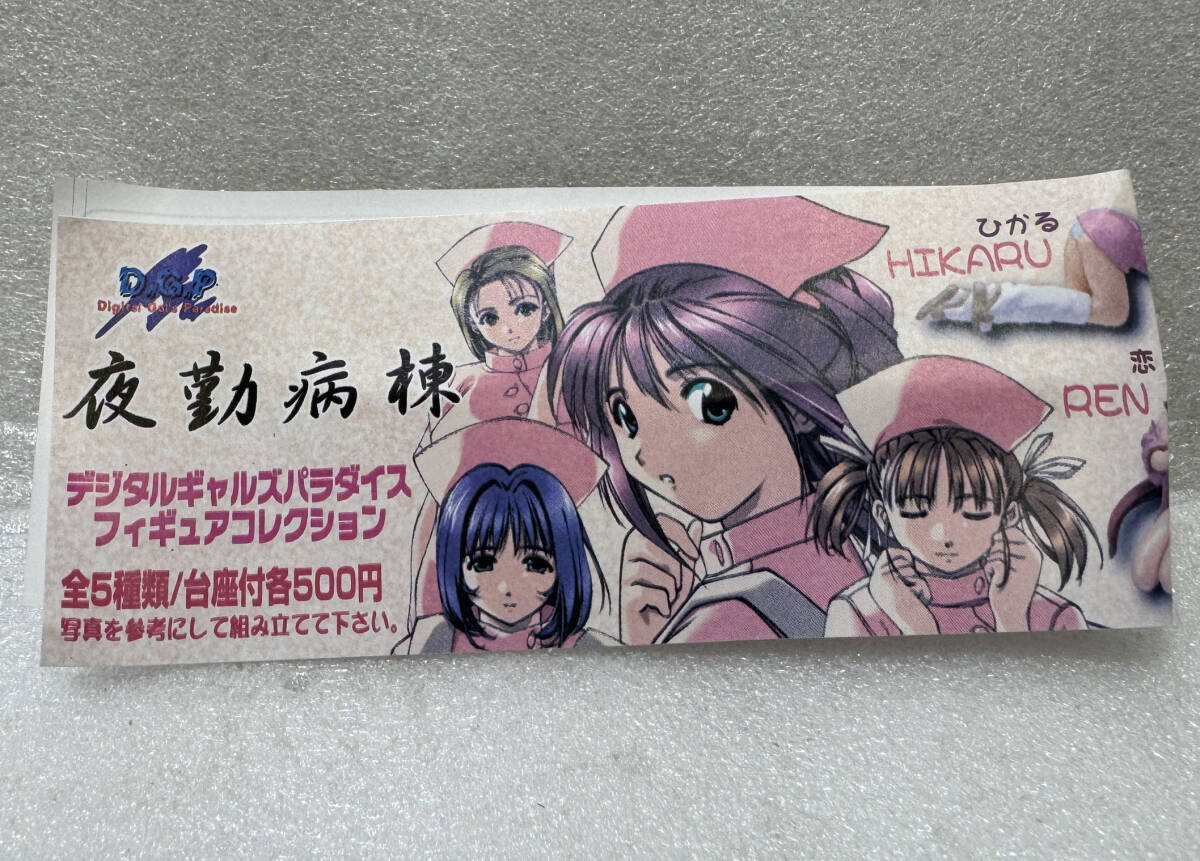 D.G.P
Digital Gals Paradise
夜勤病棟
デジタルギャルズパラダイス
フィギュアコレクション
全5種類/台座付各500円
写真を参考にして組み立てて下さい。
ひかる
HIKARU
恋
REN